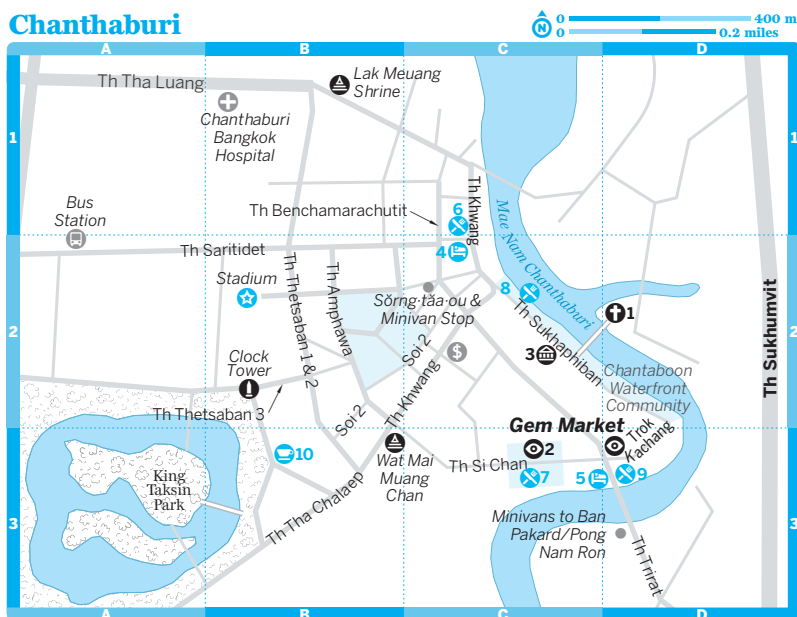 Chanthaburi
N
0 400 m
0 0.2 miles
A B C D
1 1
Th Tha Luang
Lak Meuang
Shrine
Chanthaburi
Bangkok
Hospital
Bus
Station
Th Benchamarachutit
6
Th Khwang
Mae Nam Chanthaburi
Th Saritidet
4
Stadium
Th Thetsaban 1 & 2
Th Amphawa
Sŏrng·tăa·ou &
Minivan Stop
8
1
Th Sukhaphiban
2 2
Soi 2
$
3
Th Sukhumvit
Clock
Tower
Chantaboon
Waterfront
Community
Th Thetsaban 3
Th Khwang
Soi 2
Gem Market
Trok
Kachang
10
2
Wat Mai
Muang
Chan
Th Si Chan
7
5
9
King
Taksin
Park
Th Tha Chalaep
3 3
Minivans to Ban
Pakard/Pong
Nam Ron
Th Trirat
A B C D